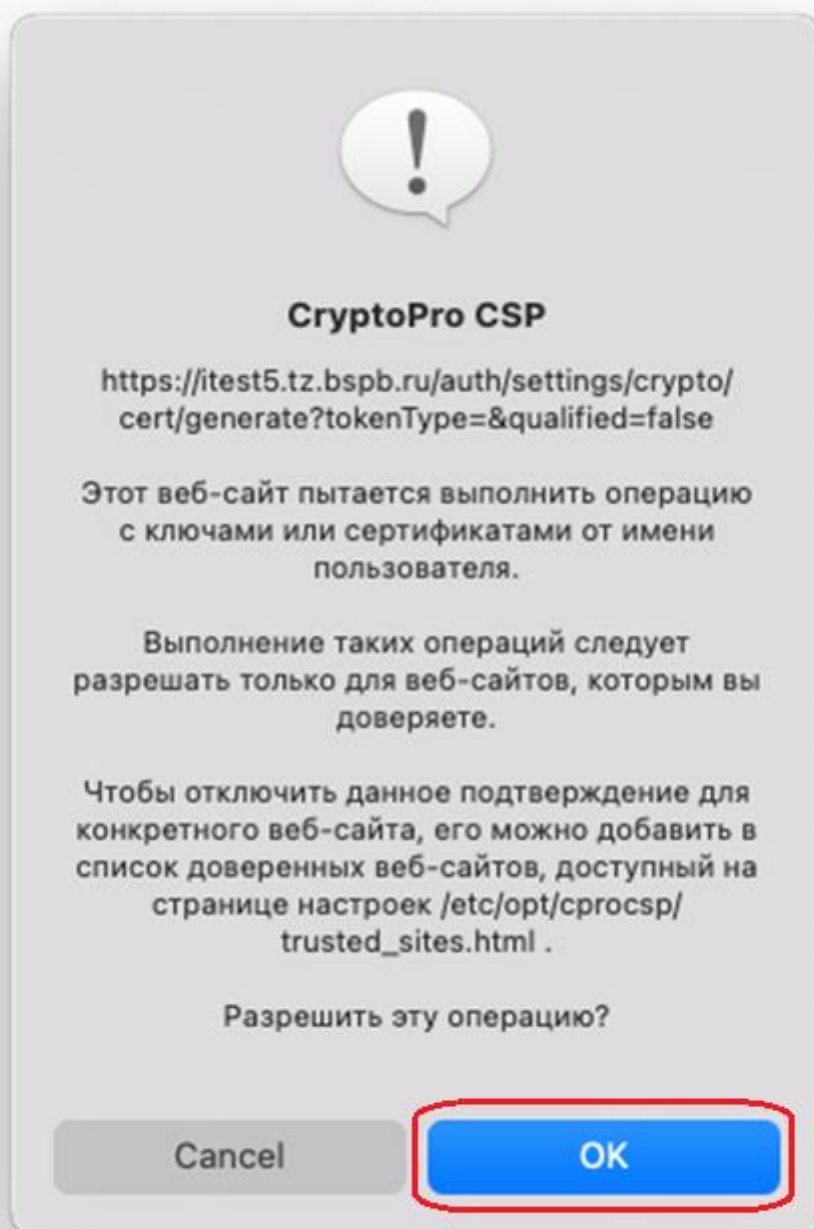 CryptoPro CSP
https://itest5.tz.bspb.ru/auth/settings/crypto/
cert/generate?tokenType=&qualified=false
Этот веб-сайт пытается выполнить операцию
с ключами или сертификатами от имени
пользователя.
Выполнение таких операций следует
разрешать только для веб-сайтов, которым вы
доверяете.
Чтобы отключить данное подтверждение для
конкретного веб-сайта, его можно добавить в
список доверенных веб-сайтов, доступный на
странице настроек /etc/opt/cprocsp/
trusted_sites.html .
Разрешить эту операцию?
Cancel
OK